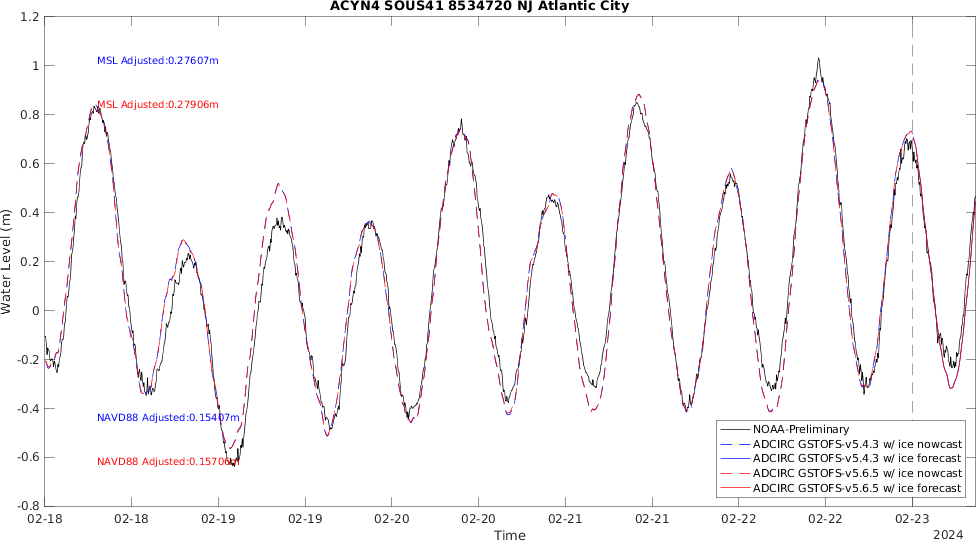 ACYN4 SOUS41 8534720 NJ Atlantic City
1.2
1
0.8
0.6
0.4
0.2
0
-0.2
-0.4
-0.6
-0.8
Water Level (m)
MSL Adjusted:0.27607m
MSL Adjusted:0.27906m
NAVD88 Adjusted:0.15407m
NAVD88 Adjusted:0.15706m
NOAA-Preliminary
ADCIRC GSTOFS-v5.4.3 w/ ice nowcast
ADCIRC GSTOFS-v5.4.3 w/ ice forecast
ADCIRC GSTOFS-v5.6.5 w/ ice nowcast
ADCIRC GSTOFS-v5.6.5 w/ ice forecast
02-18 02-18 02-19 02-19 02-20 02-20 02-21 02-21 02-22 02-22 02-23
Time
2024